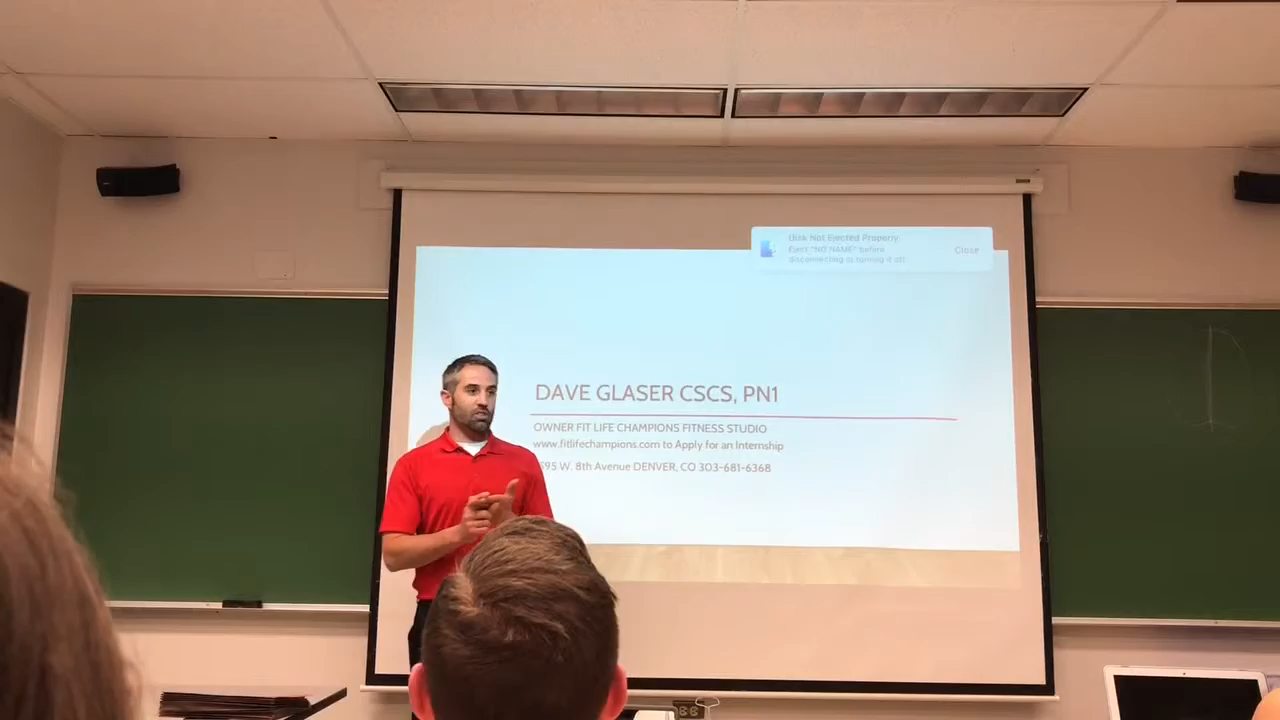 Disk Not Ejected Properly
Eject "NO NAME" before
disconnecting or turning it off.
Close
DAVE GLASER CSCS, PN1
OWNER FIT LIFE CHAMPIONS FITNESS STUDIO
www.fitlifechampions.com to Apply for an Internship
95 W. 8th Avenue DENVER, CO 303-681-6368